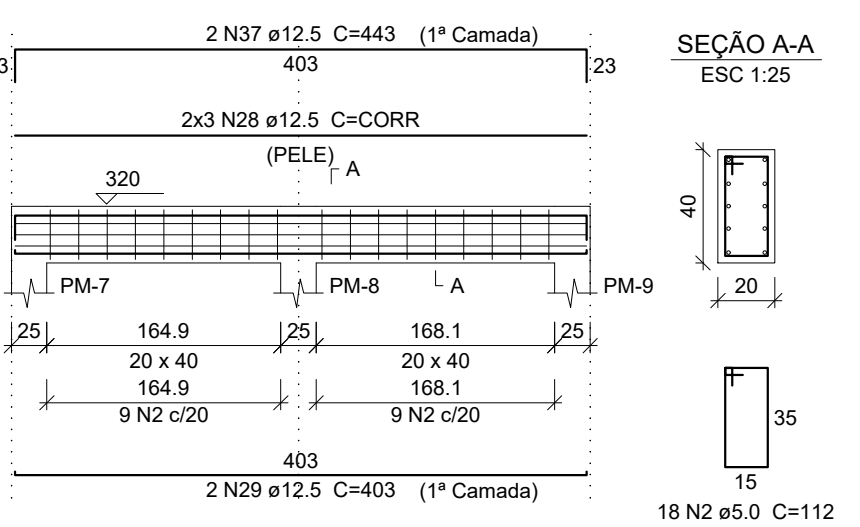 2 N37 ø12.5 C=443 (1ª Camada)
3 403 23
2x3 N28 ø12.5 C=CORR
(PELE)
A
320
PM-7 PM-8 A PM-9
25 164.9 25 168.1 25
20 x 40 20 x 40
164.9 168.1
9 N2 c/20 9 N2 c/20
403
2 N29 ø12.5 C=403 (1ª Camada)
SEÇÃO A-A
ESC 1:25
40
20
35
15
18 N2 ø5.0 C=112